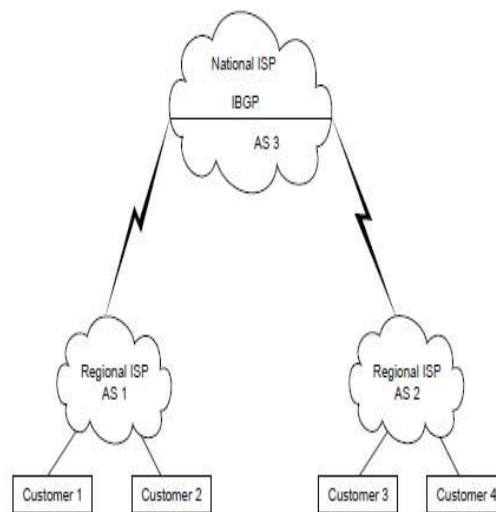 National ISP
IBGP
AS 3
Regional ISP
AS 1
Regional ISP
AS 2
Customer 1
Customer 2
Customer 3
Customer 4